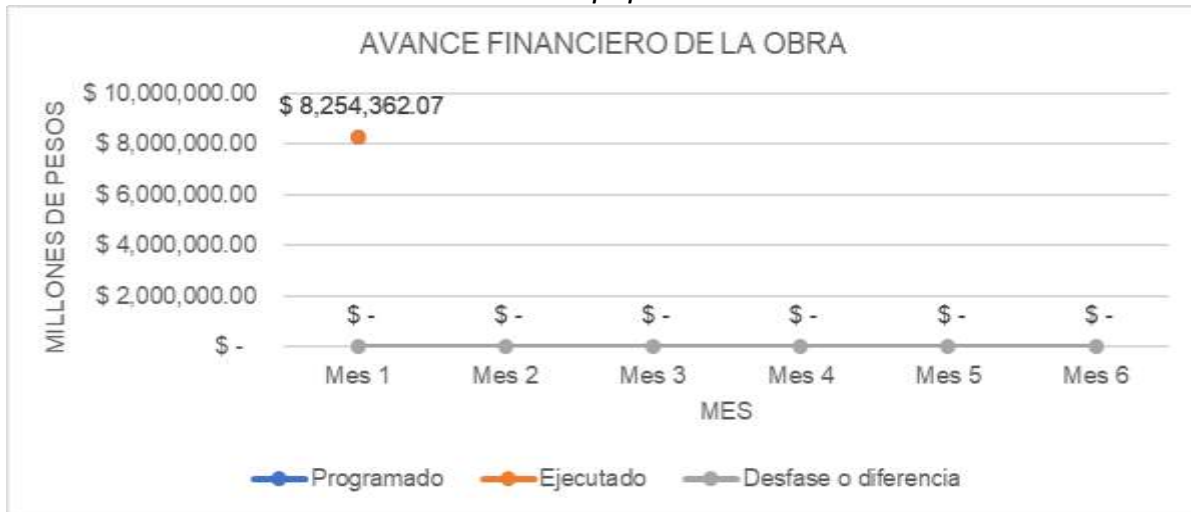 AVANCE FINANCIERO DE LA OBRA
MILLONES DE PESOS
$ 10,000,000.00
$ 8,000,000.00
$ 6,000,000.00
$ 4,000,000.00
$ 2,000,000.00
$ -
$ 8,254,362.07
$ - $ - $ - $ - $ - $ -
Mes 1 Mes 2 Mes 3 Mes 4 Mes 5 Mes 6
MES
Programado Ejecutado Desfase o diferencia